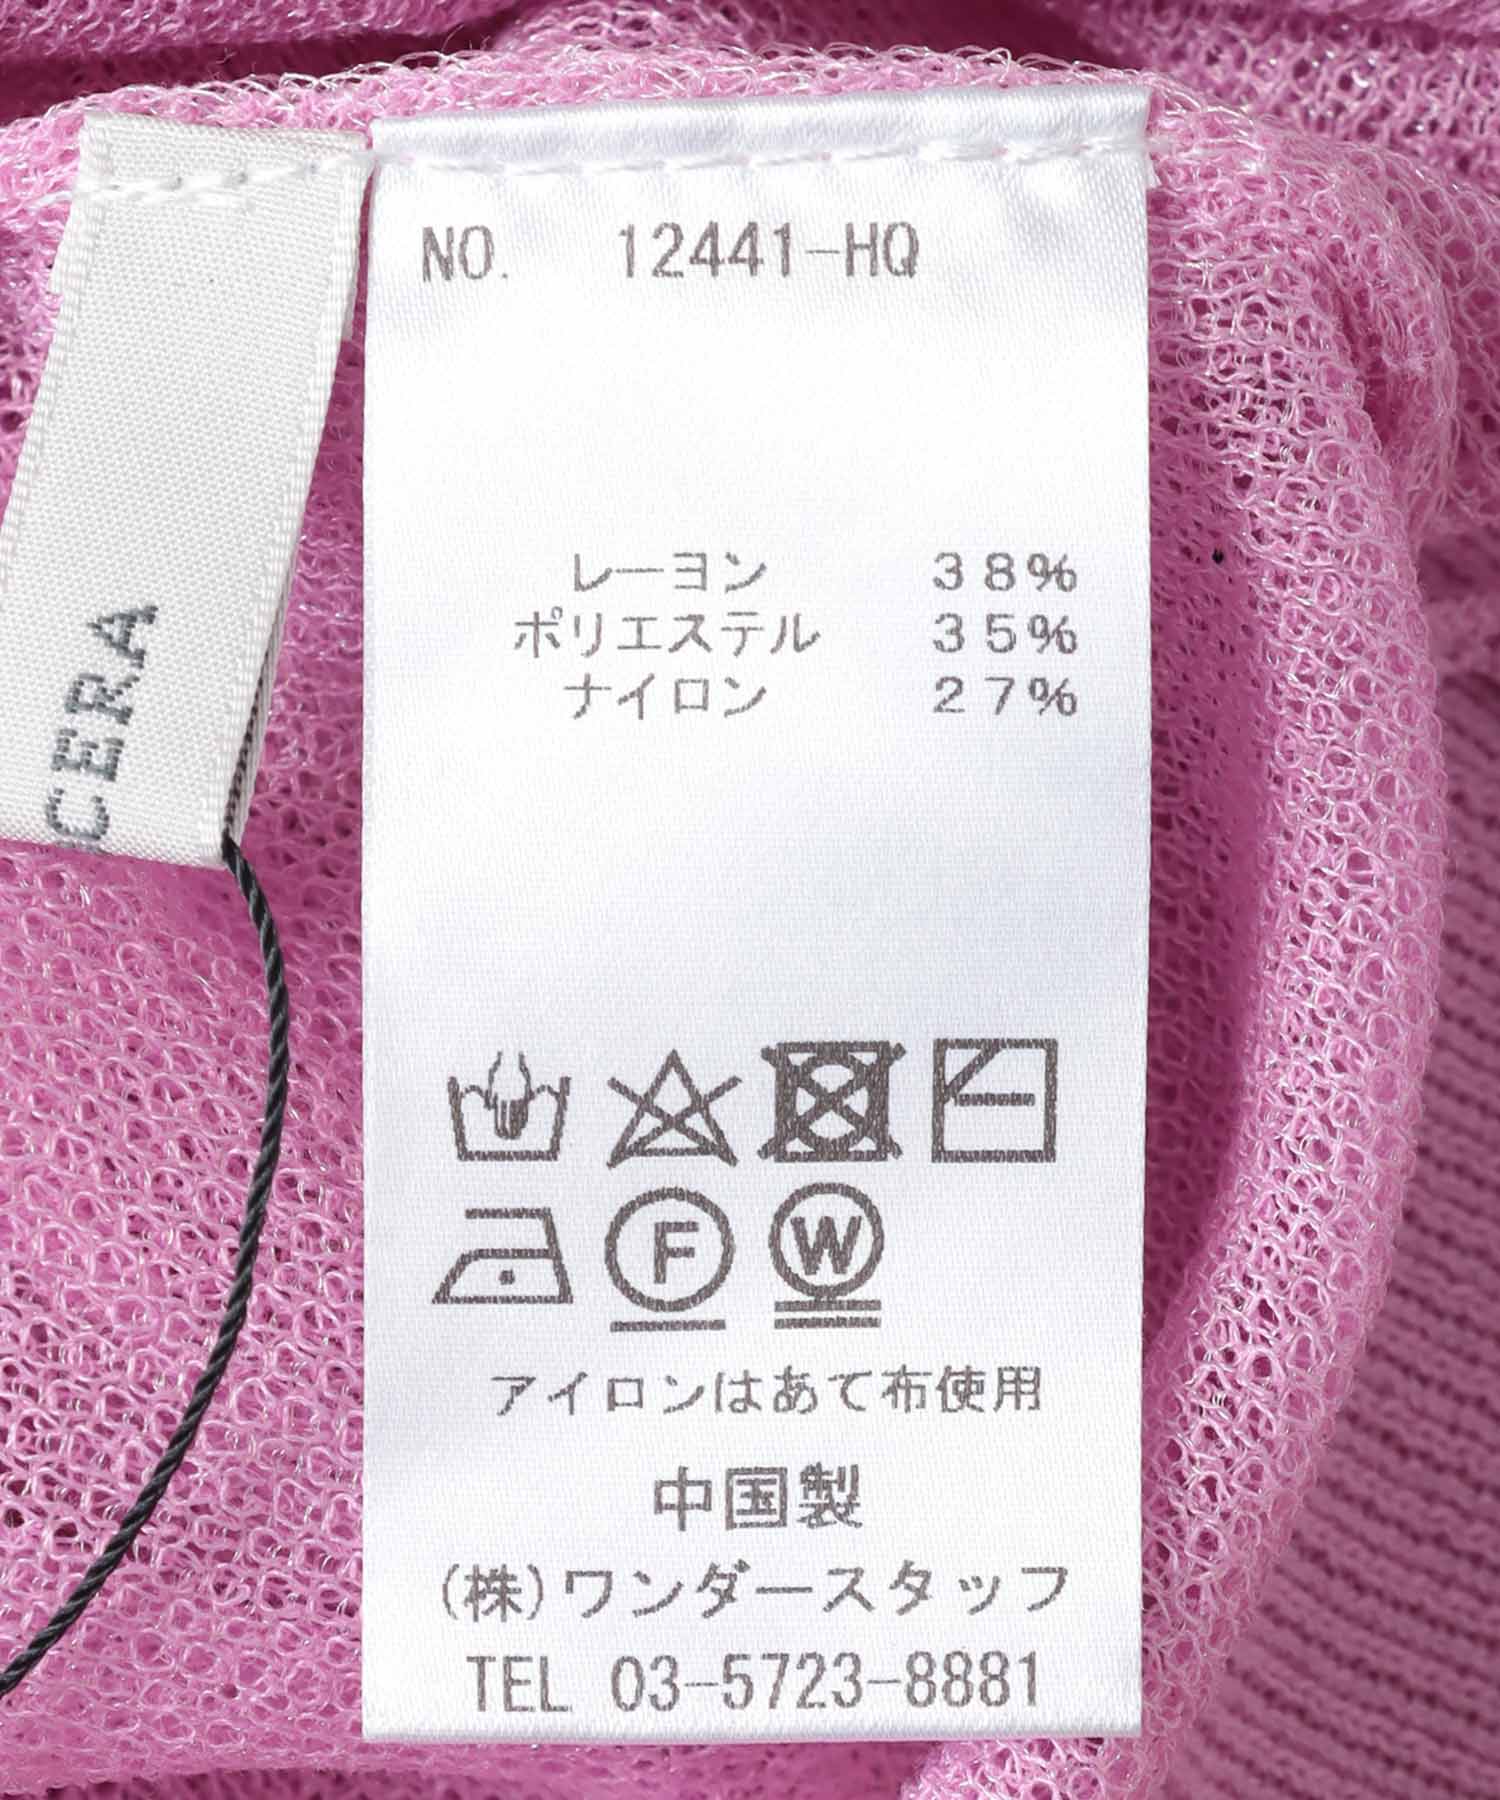 NO. 12441-HQ
レーヨン 38%
ポリエステル 35%
ナイロン 27%
F W
アイロンはあて布使用
中国製
(株)ワンダースタッフ
TEL 03-5723-8881
CERA